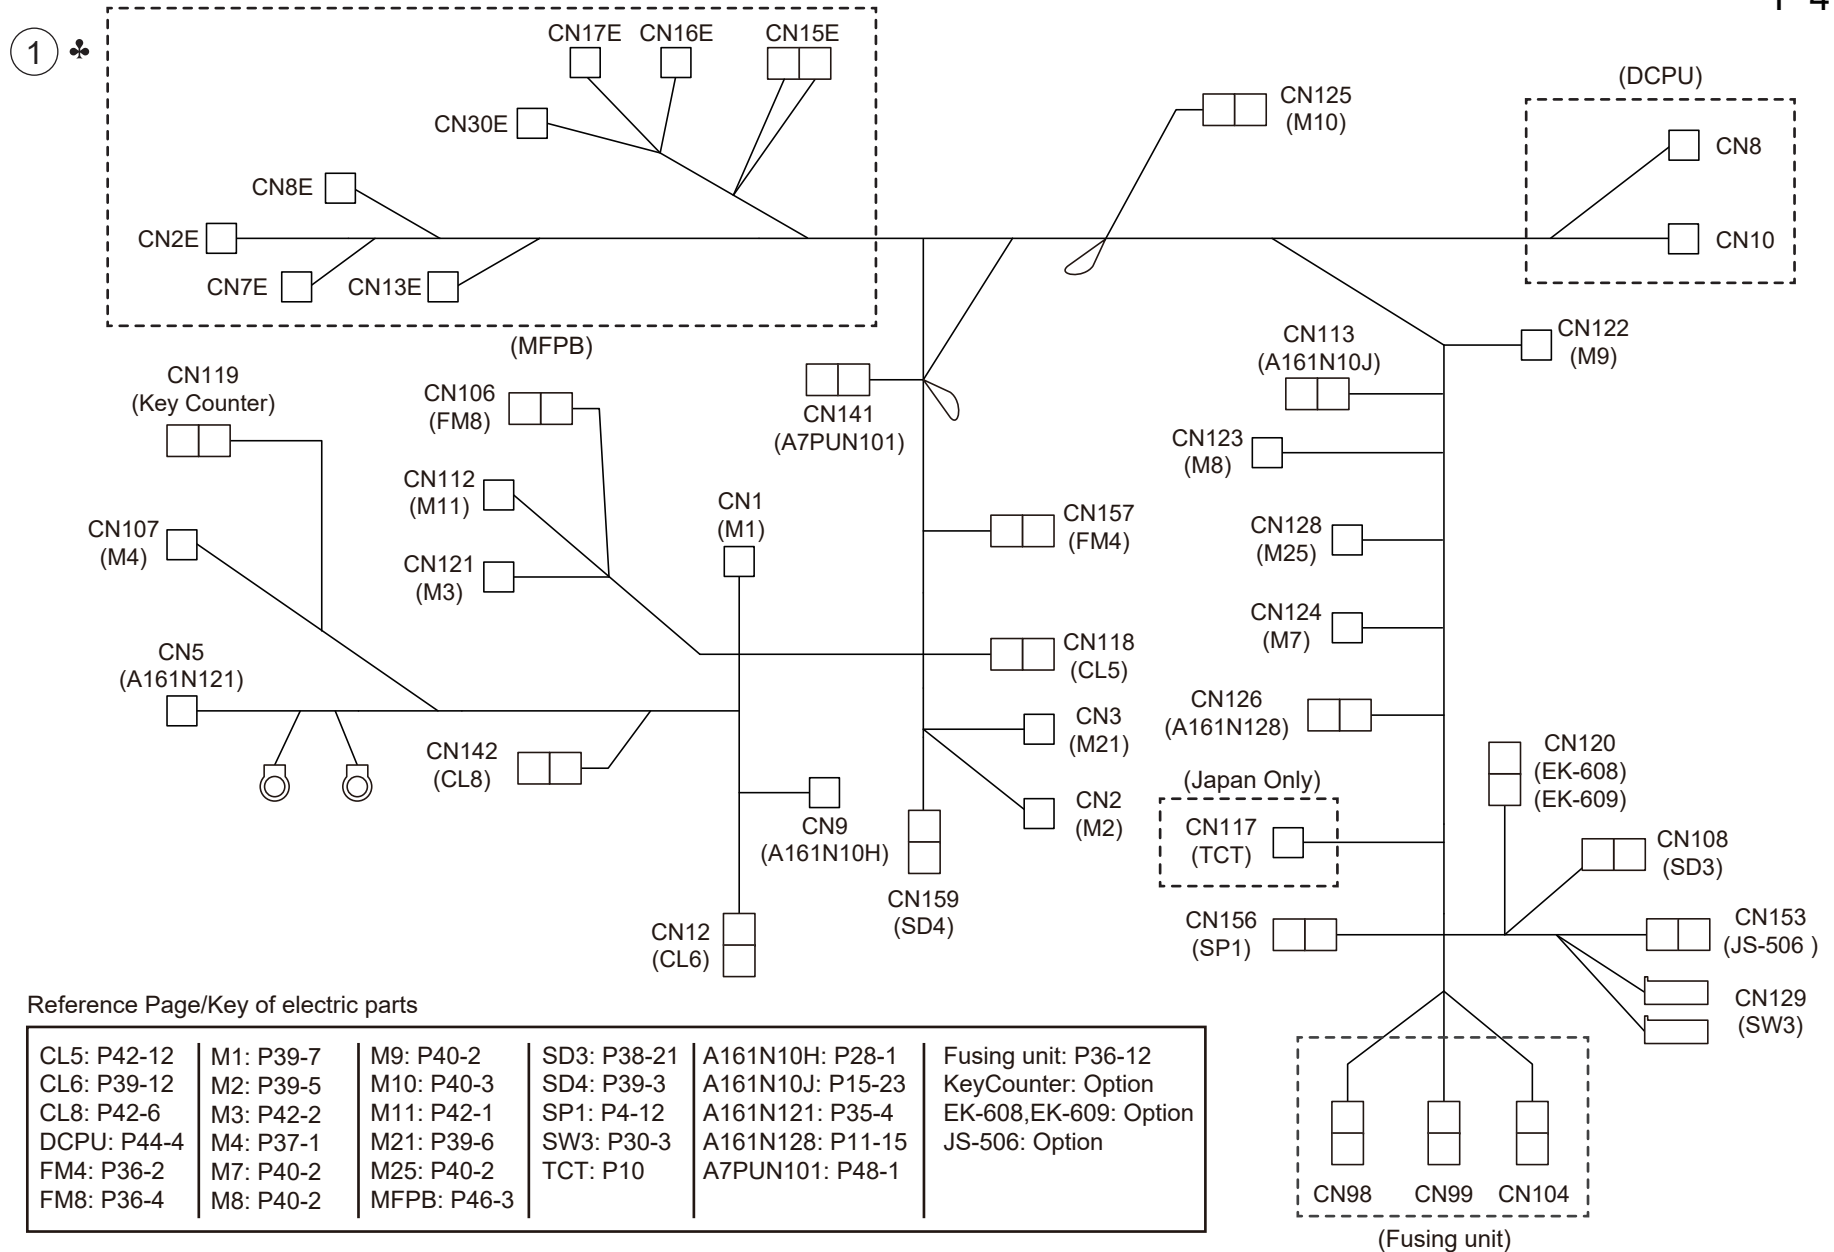 1
♣
CN17E
CN16E
CN15E
CN30E
CN8E
CN2E
CN7E
CN13E
(MFPB)
CN125
(M10)
(DCPU)
CN8
CN10
CN122
(M9)
CN113
(A161N10J)
CN123
(M8)
CN128
(M25)
CN124
(M7)
CN126
(A161N128)
(Japan Only)
CN117
(TCT)
CN156
(SP1)
CN120
(EK-608)
(EK-609)
CN108
(SD3)
CN153
(JS-506 )
CN129
(SW3)
CN98
CN99
CN104
(Fusing unit)
CN119
(Key Counter)
CN106
(FM8)
CN112
(M11)
CN107
(M4)
CN121
(M3)
CN5
(A161N121)
CN142
(CL8)
CN1
(M1)
CN141
(A7PUN101)
CN157
(FM4)
CN118
(CL5)
CN3
(M21)
CN2
(M2)
CN9
(A161N10H)
CN159
(SD4)
CN12
(CL6)
Reference Page/Key of electric parts
CL5: P42-12
CL6: P39-12
CL8: P42-6
DCPU: P44-4
FM4: P36-2
FM8: P36-4
M1: P39-7
M2: P39-5
M3: P42-2
M4: P37-1
M7: P40-2
M8: P40-2
M9: P40-2
M10: P40-3
M11: P42-1
M21: P39-6
M25: P40-2
MFPB: P46-3
SD3: P38-21
SD4: P39-3
SP1: P4-12
SW3: P30-3
TCT: P10
A161N10H: P28-1
A161N10J: P15-23
A161N121: P35-4
A161N128: P11-15
A7PUN101: P48-1
Fusing unit: P36-12
KeyCounter: Option
EK-608,EK-609: Option
JS-506: Option